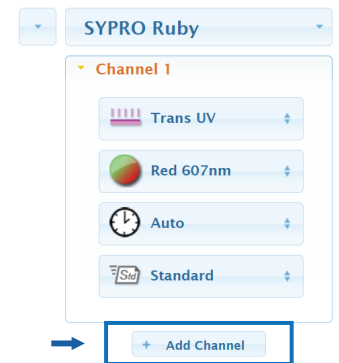 SYPRO Ruby
Channel 1
Trans UV
Red 607nm
Auto
Std Standard
+ Add Channel